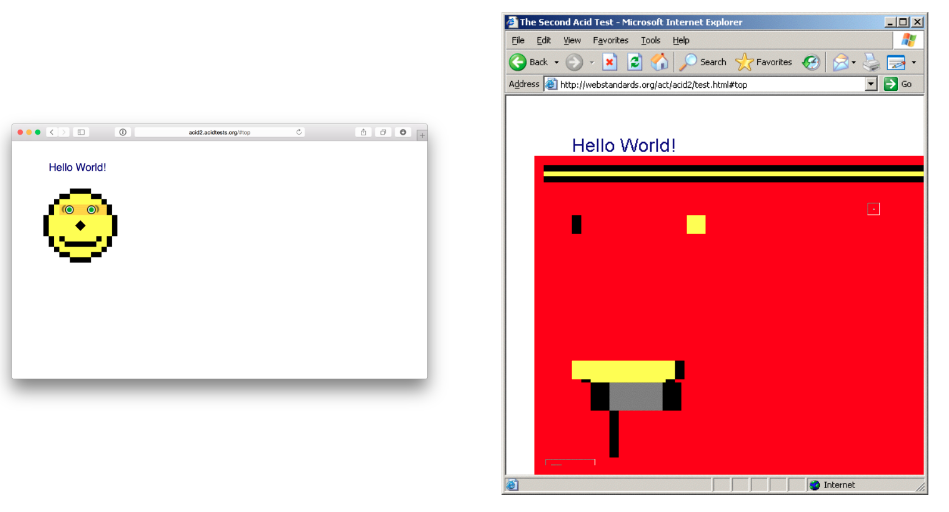 acid2.acidtests.org/#top
Hello World!
The Second Acid Test - Microsoft Internet Explorer
File Edit View Favorites Tools Help
Back Search Favorites
Address http://webstandards.org/act/acid2/test.html#top Go
Hello World!
Internet